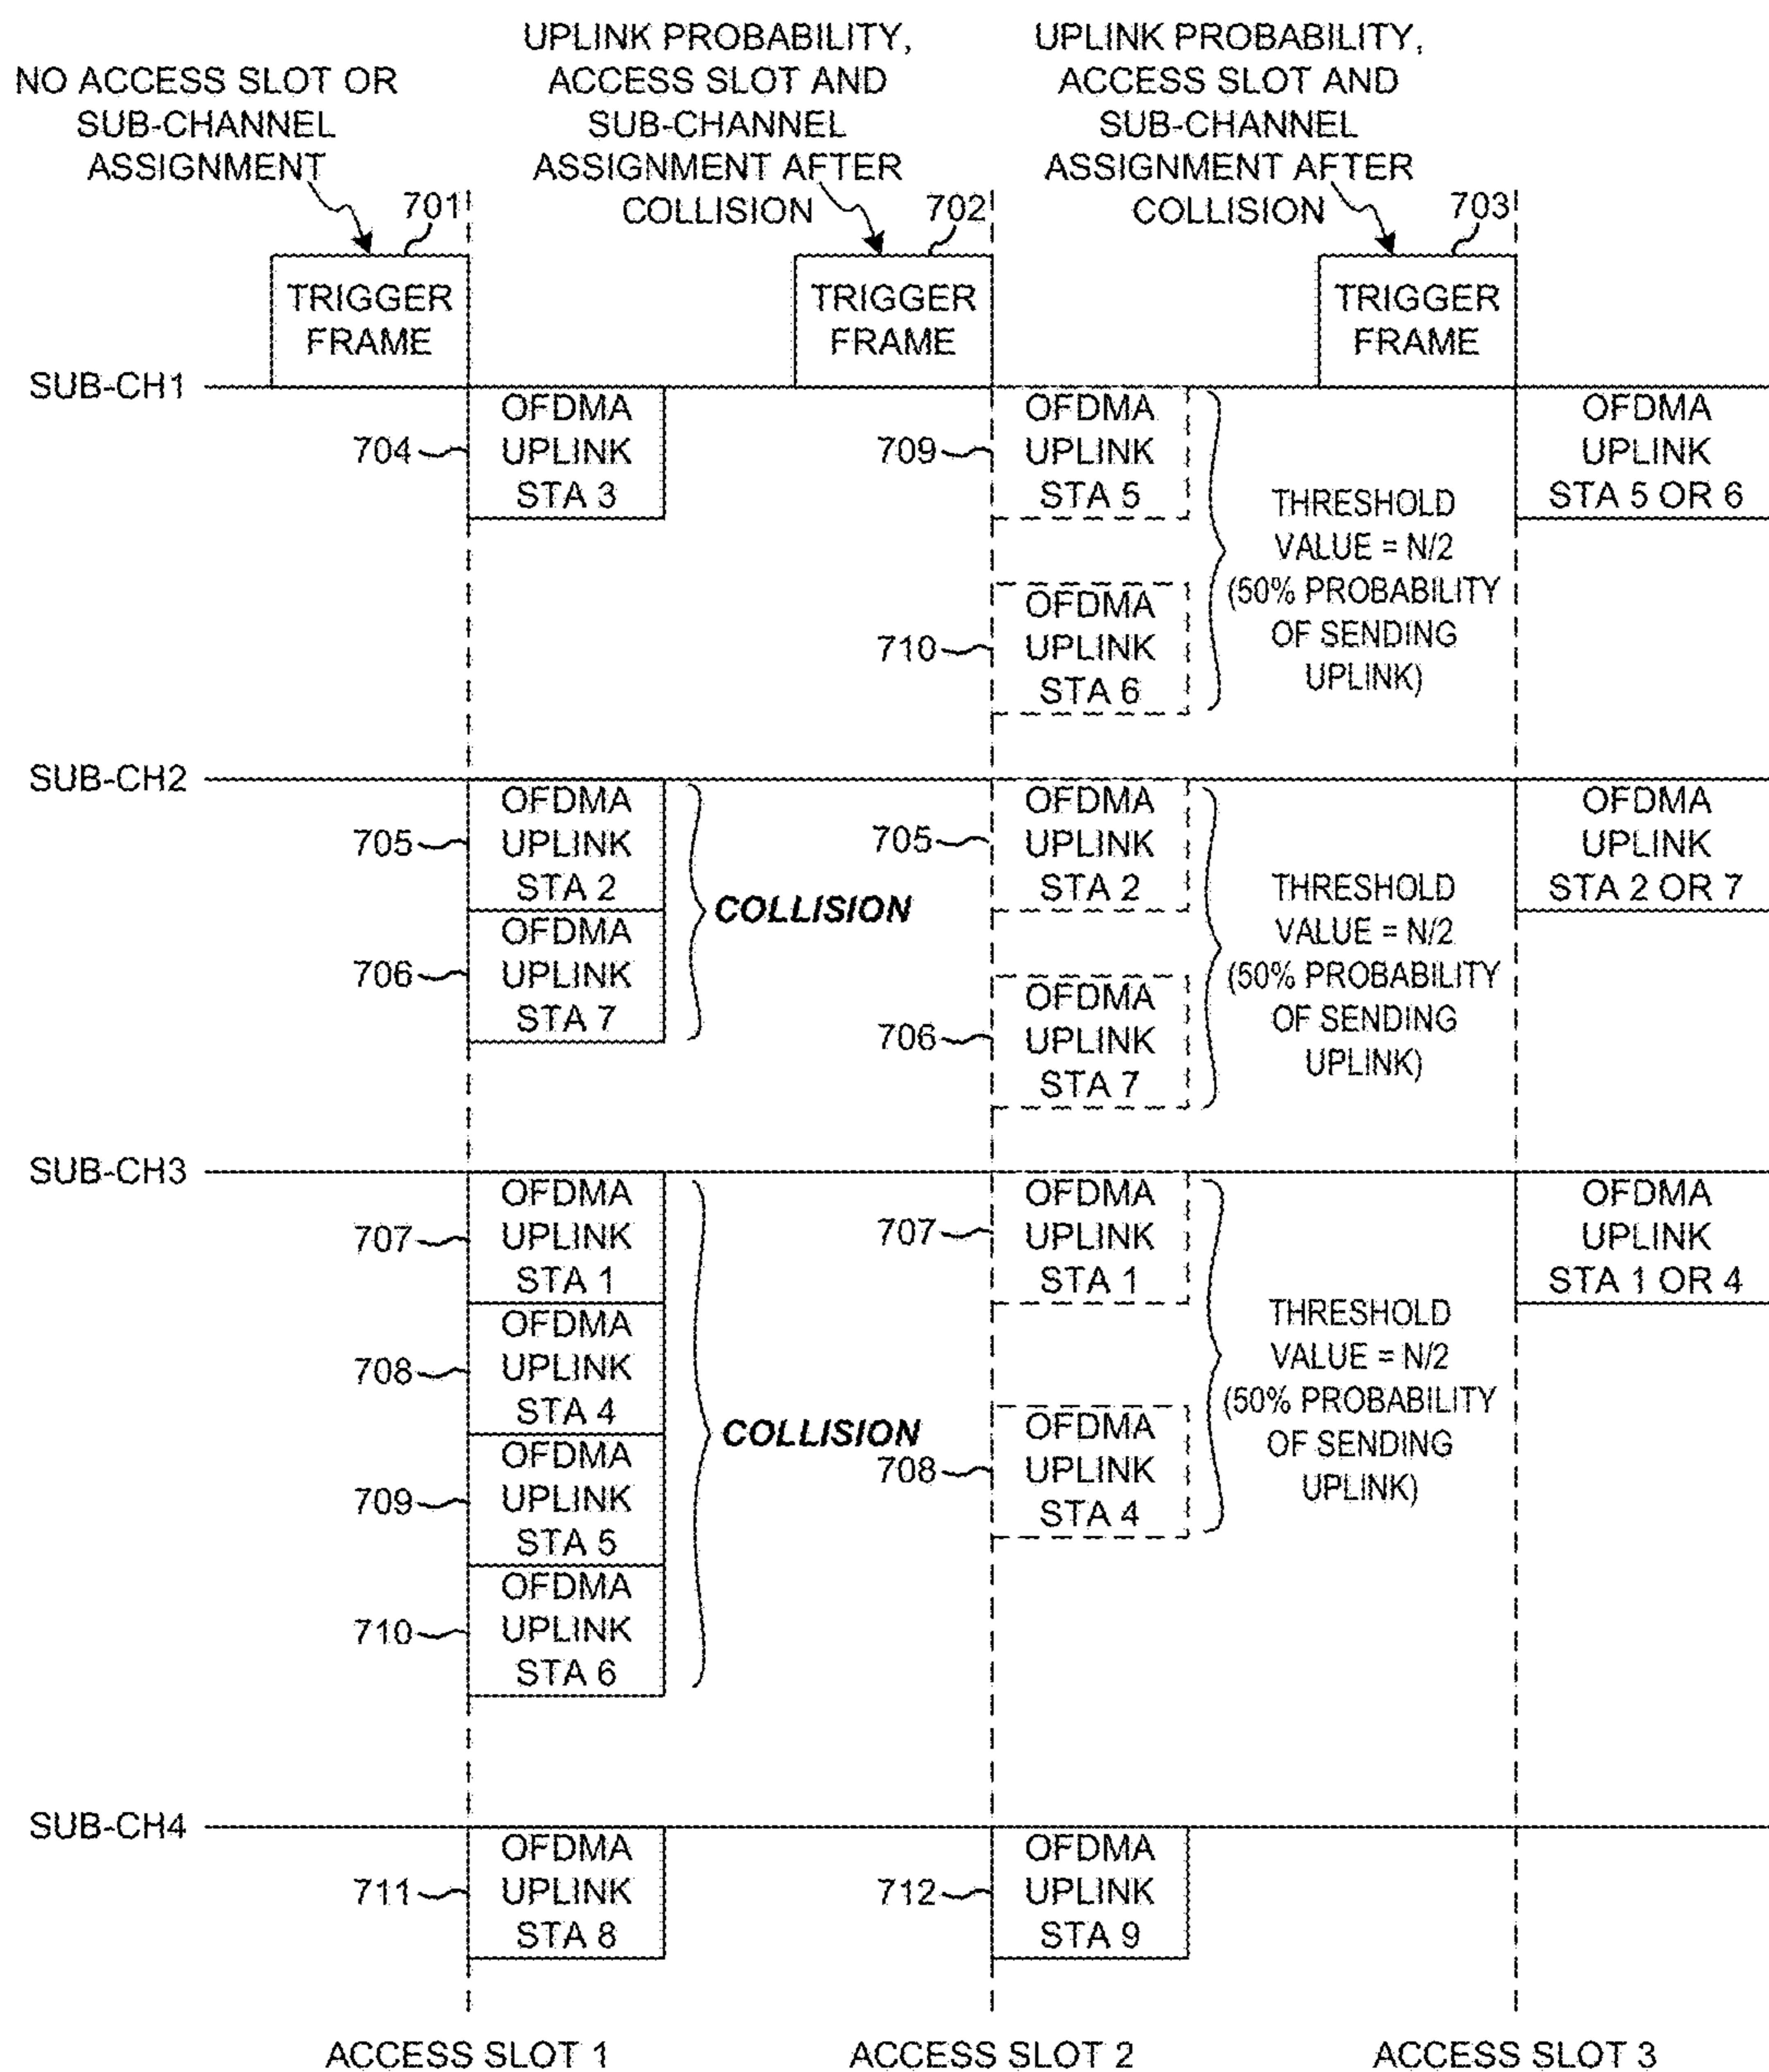 NO ACCESS SLOT OR
SUB-CHANNEL
ASSIGNMENT
UPLINK PROBABILITY,
ACCESS SLOT AND
SUB-CHANNEL
ASSIGNMENT AFTER
COLLISION
UPLINK PROBABILITY,
ACCESS SLOT AND
SUB-CHANNEL
ASSIGNMENT AFTER
COLLISION
701
702
703
TRIGGER
FRAME
TRIGGER
FRAME
TRIGGER
FRAME
SUB-CH1
704
OFDMA
UPLINK
STA 3
709
OFDMA
UPLINK
STA 5
710
OFDMA
UPLINK
STA 6
THRESHOLD
VALUE = N/2
(50% PROBABILITY
OF SENDING
UPLINK)
OFDMA
UPLINK
STA 5 OR 6
SUB-CH2
705
OFDMA
UPLINK
STA 2
706
OFDMA
UPLINK
STA 7
COLLISION
705
OFDMA
UPLINK
STA 2
706
OFDMA
UPLINK
STA 7
THRESHOLD
VALUE = N/2
(50% PROBABILITY
OF SENDING
UPLINK)
OFDMA
UPLINK
STA 2 OR 7
SUB-CH3
707
OFDMA
UPLINK
STA 1
708
OFDMA
UPLINK
STA 4
709
OFDMA
UPLINK
STA 5
710
OFDMA
UPLINK
STA 6
COLLISION
707
OFDMA
UPLINK
STA 1
708
OFDMA
UPLINK
STA 4
THRESHOLD
VALUE = N/2
(50% PROBABILITY
OF SENDING
UPLINK)
OFDMA
UPLINK
STA 1 OR 4
SUB-CH4
711
OFDMA
UPLINK
STA 8
712
OFDMA
UPLINK
STA 9
ACCESS SLOT 1
ACCESS SLOT 2
ACCESS SLOT 3